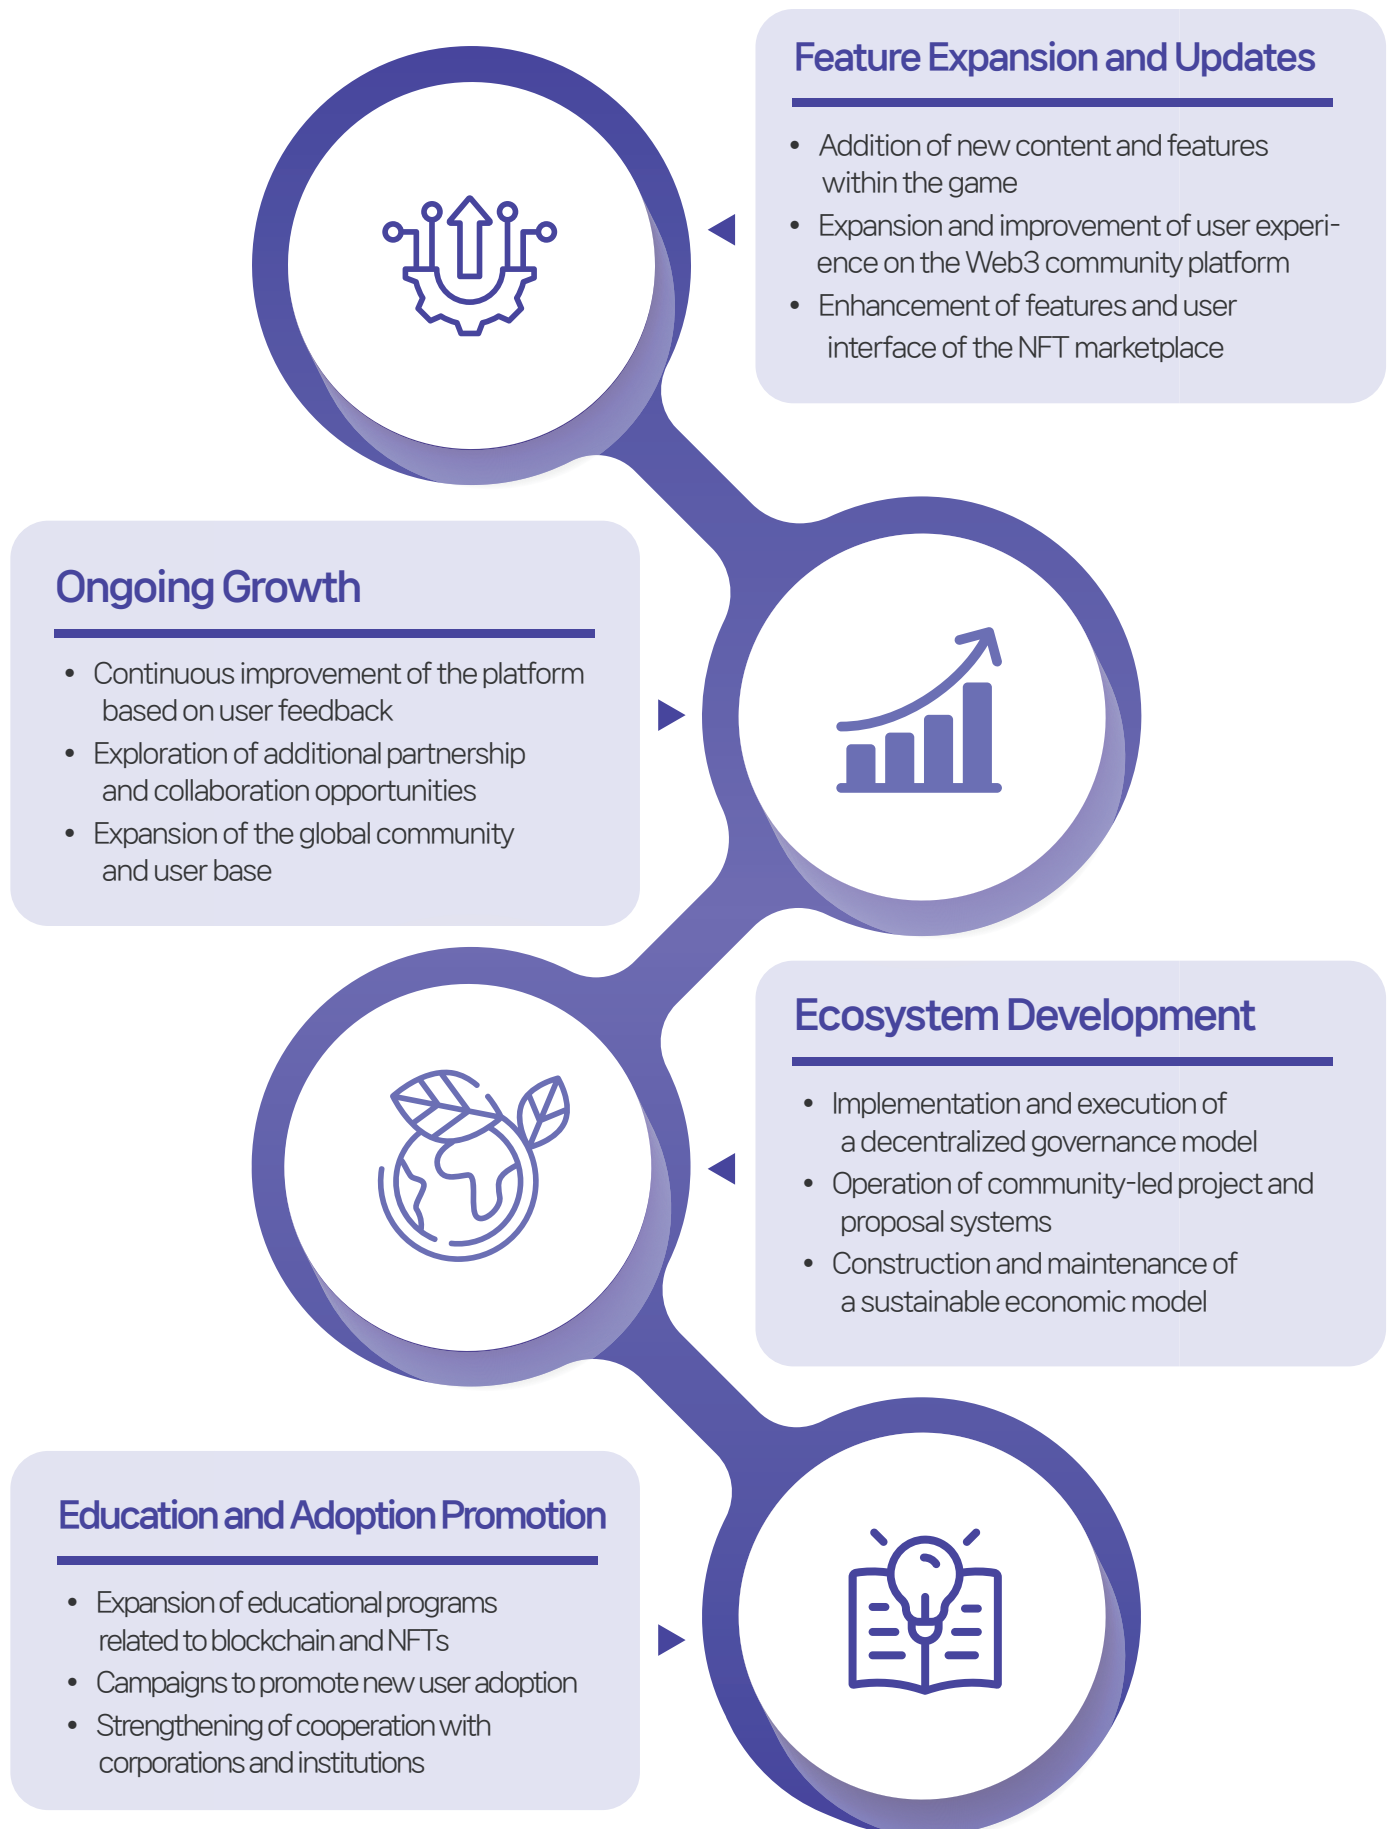 Feature Expansion and Updates
• Addition of new content and features
within the game
• Expansion and improvement of user experi-
ence on the Web3 community platform
• Enhancement of features and user
interface of the NFT marketplace
Ongoing Growth
• Continuous improvement of the platform
based on user feedback
• Exploration of additional partnership
and collaboration opportunities
• Expansion of the global community
and user base
Ecosystem Development
• Implementation and execution of
a decentralized governance model
• Operation of community-led project and
proposal systems
• Construction and maintenance of
a sustainable economic model
Education and Adoption Promotion
• Expansion of educational programs
related to blockchain and NFTs
• Campaigns to promote new user adoption
• Strengthening of cooperation with
corporations and institutions